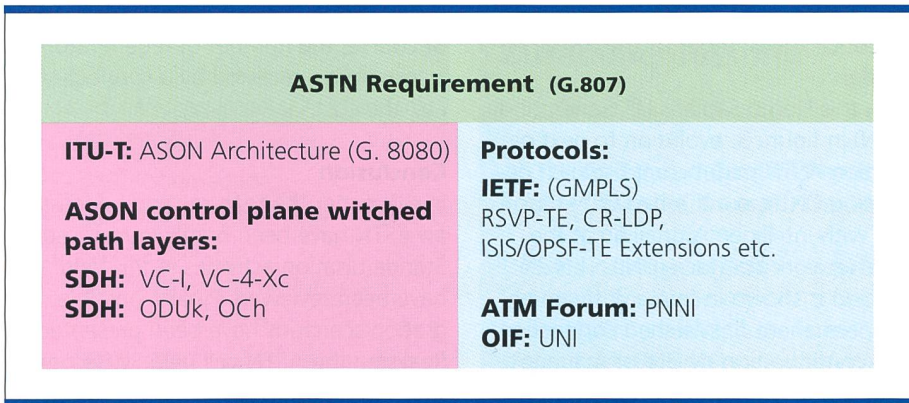 ASTN Requirement (G.807)
ITU-T: ASON Architecture (G. 8080)
ASON control plane witched
path layers:
SDH: VC-I, VC-4-Xc
SDH: ODUk, OCh
Protocols:
IETF: (GMPLS)
RSVP-TE, CR-LDP,
ISIS/OPSF-TE Extensions etc.
ATM Forum: PNNI
OIF: UNI